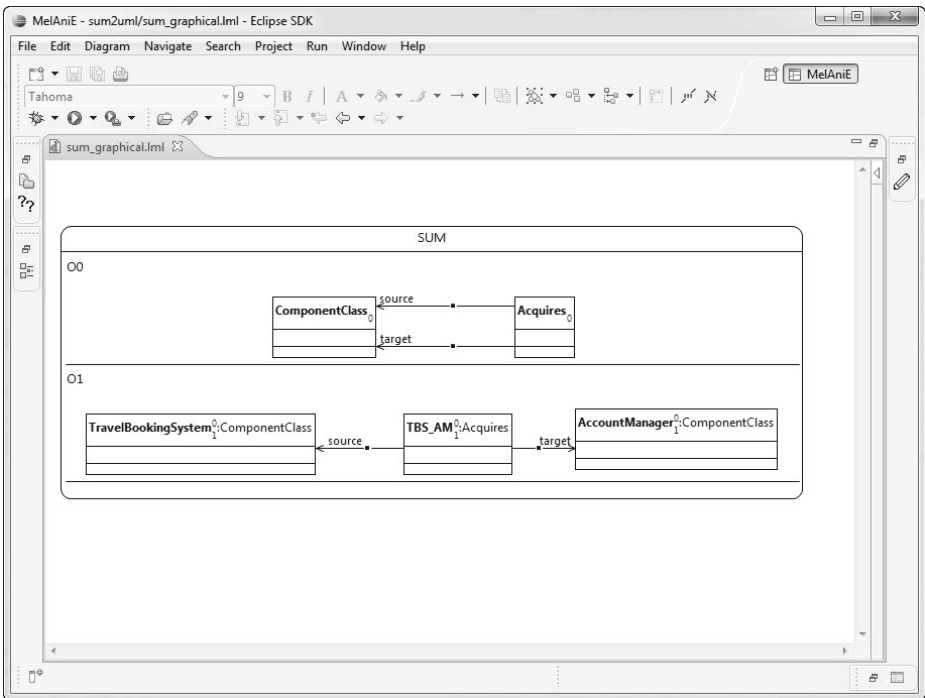 MelAniE - sum2uml/sum_graphical.lml - Eclipse SDK
File Edit Diagram Navigate Search Project Run Window Help
MelAniE
Tahoma 9 B I A
sum_graphical.lml
??
SUM
O0
ComponentClass0 source Acquires0
target
O1
TravelBookingSystem01:ComponentClass source TBS_AM01:Acquires target AccountManager01:ComponentClass